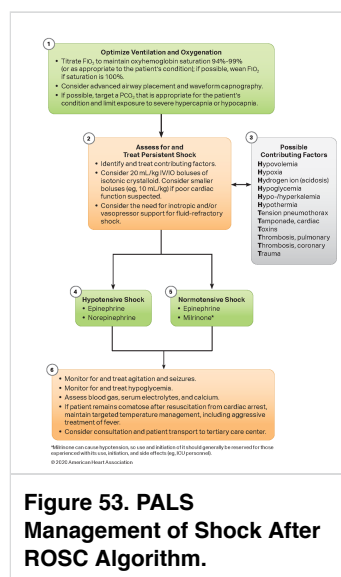 1
Optimize Ventilation and Oxygenation
• Titrate FiO₂ to maintain oxyhemoglobin saturation 94%-99%
(or as appropriate to the patient's condition); if possible, wean FiO₂
if saturation is 100%.
• Consider advanced airway placement and waveform capnography.
• If possible, target a PCO₂ that is appropriate for the patient's
condition and limit exposure to severe hypercapnia or hypocapnia.
2
Assess for and
Treat Persistent Shock
• Identify and treat contributing factors.
• Consider 20 mL/kg IV/IO boluses of
isotonic crystalloid. Consider smaller
boluses (eg, 10 mL/kg) if poor cardiac
function suspected.
• Consider the need for inotropic and/or
vasopressor support for fluid-refractory
shock.
3
Possible
Contributing Factors
Hypovolemia
Hypoxia
Hydrogen ion (acidosis)
Hypoglycemia
Hypo-/hyperkalemia
Hypothermia
Tension pneumothorax
Tamponade, cardiac
Toxins
Thrombosis, pulmonary
Thrombosis, coronary
Trauma
4
Hypotensive Shock
• Epinephrine
• Norepinephrine
5
Normotensive Shock
• Epinephrine
• Milrinone*
6
• Monitor for and treat agitation and seizures.
• Monitor for and treat hypoglycemia.
• Assess blood gas, serum electrolytes, and calcium.
• If patient remains comatose after resuscitation from cardiac arrest,
maintain targeted temperature management, including aggressive
treatment of fever.
• Consider consultation and patient transport to tertiary care center.
*Milrinone can cause hypotension, so use and initiation of it should generally be reserved for those
experienced with its use, initiation, and side effects (eg, ICU personnel).
© 2020 American Heart Association
Figure 53. PALS
Management of Shock After
ROSC Algorithm.